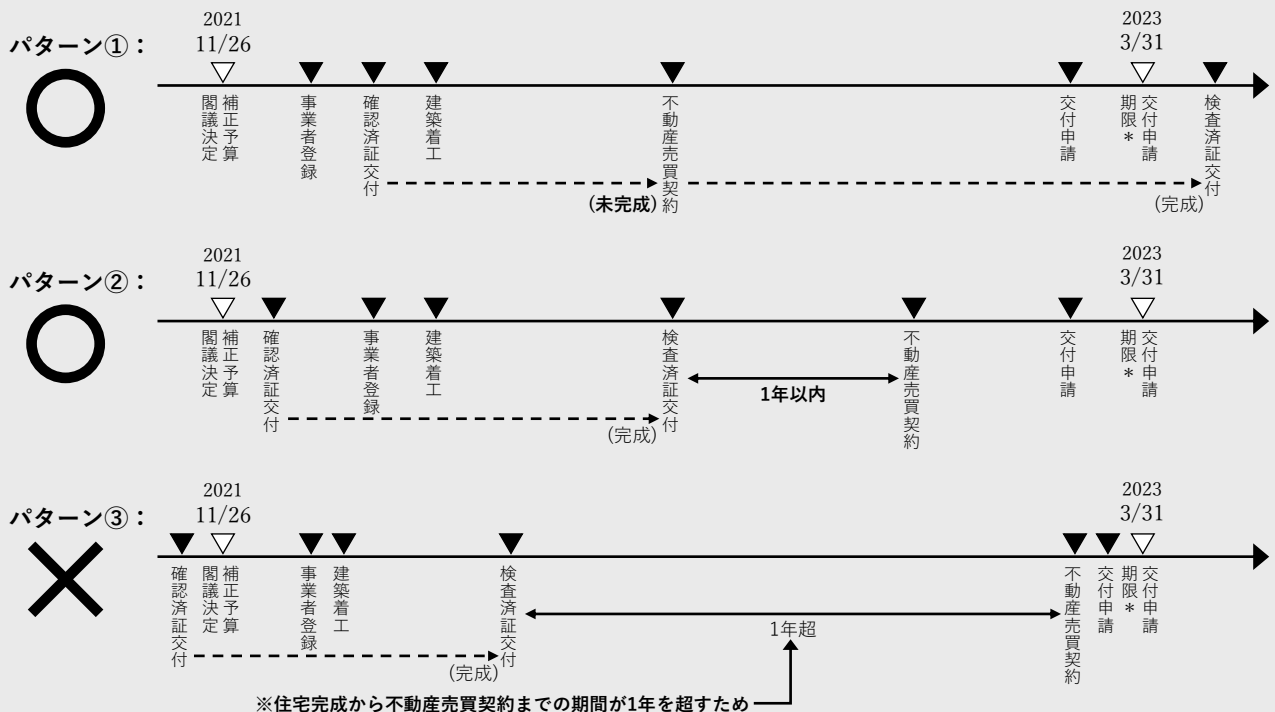 パターン①：
2021
11/26
補正予算
閣議決定
事業者登録
確認済証交付
建築着工
不動産売買契約
交付申請
2023
3/31
交付申請
期限＊
検査済証交付
(未完成)
(完成)
パターン②：
2021
11/26
補正予算
閣議決定
確認済証交付
事業者登録
建築着工
検査済証交付
不動産売買契約
交付申請
2023
3/31
交付申請
期限＊
(完成)
1年以内
パターン③：
確認済証交付
2021
11/26
補正予算
閣議決定
事業者登録
建築着工
検査済証交付
不動産売買契約
交付申請
2023
3/31
交付申請
期限＊
(完成)
1年超
※住宅完成から不動産売買契約までの期間が1年を超すため